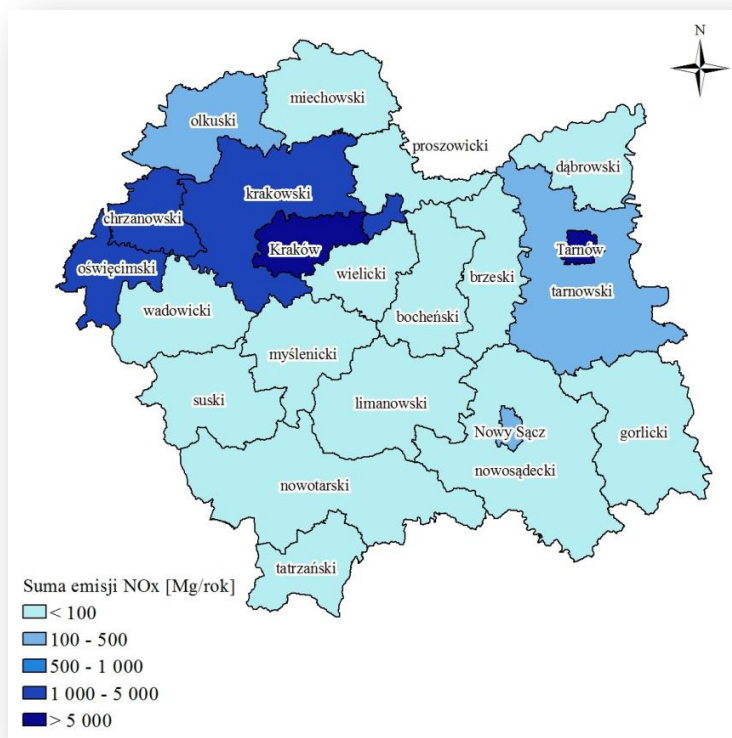 N
miechowski
olkuski
proszowicki
dąbrowski
krakowski
chrzanowski
Kraków
Tarnów
oświęcimski
wielicki
brzeski
tarnowski
wadowicki
bocheński
myślenicki
suski
limanowski
Nowy Sącz
gorlicki
nowosądecki
nowotarski
tatrzański
Suma emisji NOx [Mg/rok]
< 100
100 - 500
500 - 1 000
1 000 - 5 000
> 5 000